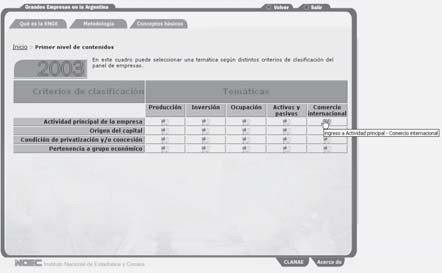 Grandes Empresas en la Argentina
Volver
Salir
Qué es la ENGE
Metodología
Conceptos básicos
Inicio > Primer nivel de contenidos
2003
En este cuadro puede seleccionar una temática según distintos criterios de clasificación del
panel de empresas.
Criterios de clasificación
Temáticas
Producción
Inversión
Ocupación
Activos y
pasivos
Comercio
internacional
Actividad principal de la empresa
Origen del capital
Condición de privatización y/o concesión
Pertenencia a grupo económico
Ingreso a Actividad principal - Comercio internacional
INDEC Instituto Nacional de Estadística y Censos
CLANAE
Acerca de